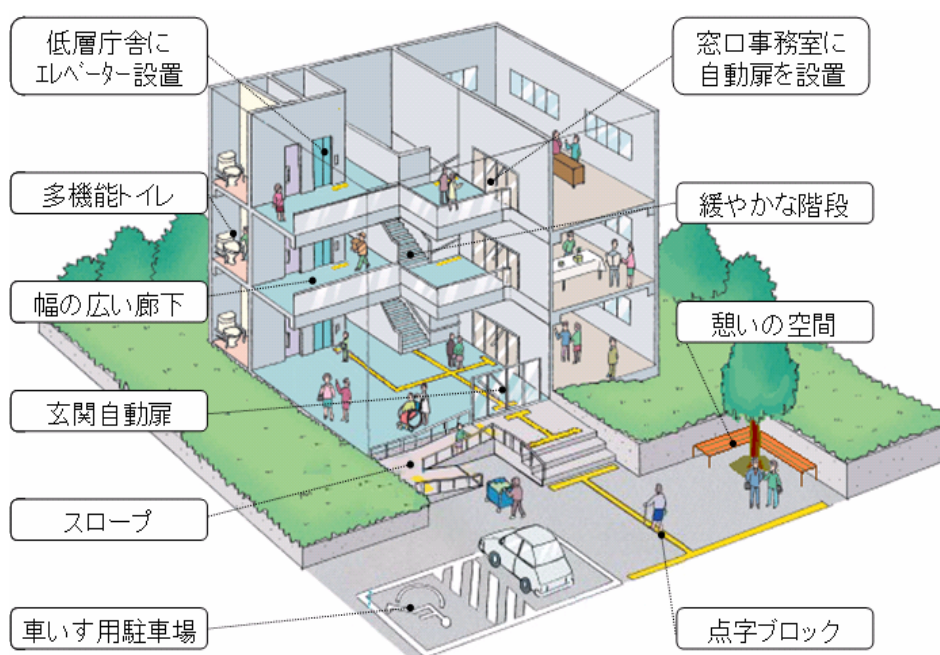 低層庁舎に
エレベーター設置
多機能トイレ
幅の広い廊下
玄関自動扉
スロープ
車いす用駐車場
窓口事務室に
自動扉を設置
緩やかな階段
憩いの空間
点字ブロック